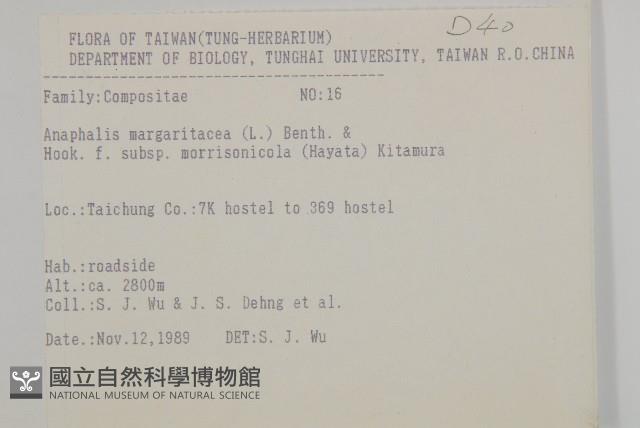 D40
FLORA OF TAIWAN(TUNG-HERBARIUM)
DEPARTMENT OF BIOLOGY, TUNGHAI UNIVERSITY, TAIWAN R.O.CHINA
Family:Compositae NO:16
Anaphalis margaritacea (L.) Benth. &
Hook. f. subsp. morrisonicola (Hayata) Kitamura
Loc.:Taichung Co.:7K hostel to 369 hostel
Hab.:roadside
Alt.:ca. 2800m
Coll.:S. J. Wu & J. S. Dehng et al.
Date.:Nov.12,1989 DET:S. J. Wu
國立自然科學博物館
NATIONAL MUSEUM OF NATURAL SCIENCE